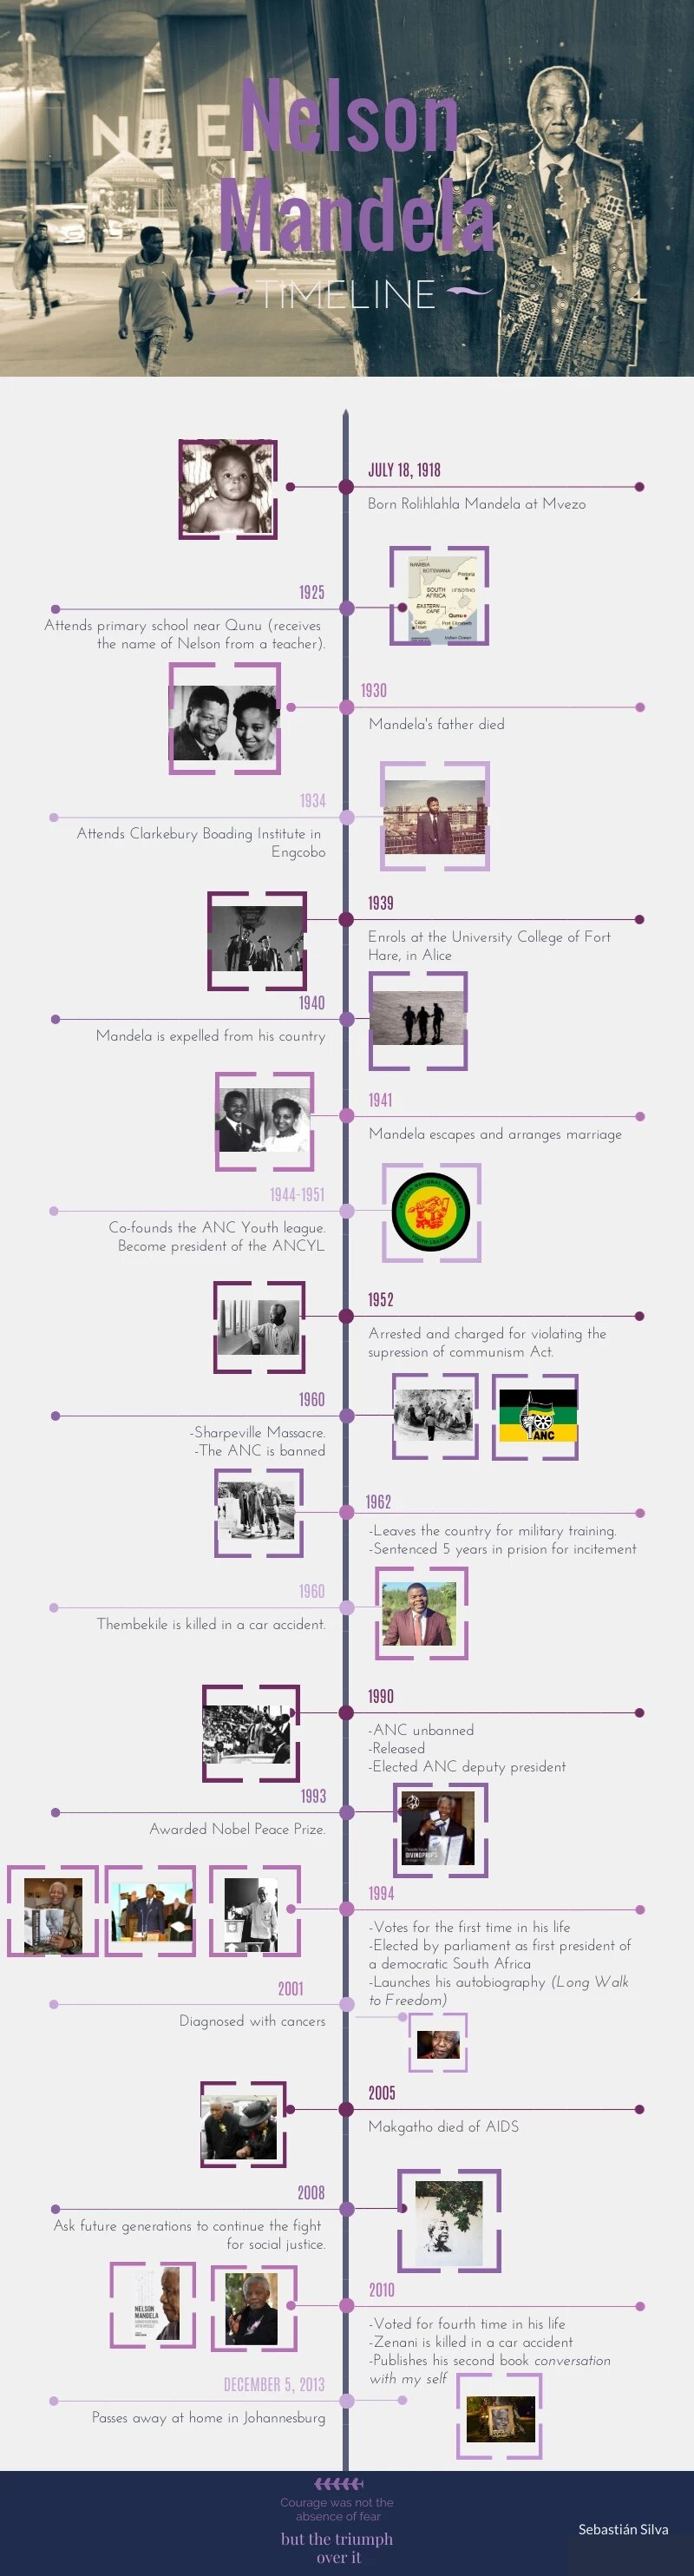 Nelson
Mandela
TIMELINE
JULY 18, 1918
Born Rolihlahla Mandela at Mvezo
1925
Attends primary school near Qunu (receives
the name of Nelson from a teacher).
NAMIBIA
BOTSWANA
Pretoria
SOUTH
AFRICA
LESOTHO
EASTERN
CAPE
Qunu
Cape
Town
Port Elizabeth
Indian Ocean
1930
Mandela's father died
1934
Attends Clarkebury Boading Institute in
Engcobo
1939
Enrols at the University College of Fort
Hare, in Alice
1940
Mandela is expelled from his country
1941
Mandela escapes and arranges marriage
1944-1951
Co-founds the ANC Youth league.
Become president of the ANCYL
AFRICAN NATIONAL CONGRESS
YOUTH LEAGUE
1952
Arrested and charged for violating the
supression of communism Act.
1960
-Sharpeville Massacre.
-The ANC is banned
ANC
1962
-Leaves the country for military training.
-Sentenced 5 years in prision for incitement
1960
Thembekile is killed in a car accident.
1990
-ANC unbanned
-Released
-Elected ANC deputy president
1993
Awarded Nobel Peace Prize.
1994
-Votes for the first time in his life
-Elected by parliament as first president of
a democratic South Africa
-Launches his autobiography (Long Walk
to Freedom)
2001
Diagnosed with cancers
2005
Makgatho died of AIDS
2008
Ask future generations to continue the fight
for social justice.
NELSON
MANDELA
2010
-Voted for fourth time in his life
-Zenani is killed in a car accident
-Publishes his second book conversation
with my self
DECEMBER 5, 2013
Passes away at home in Johannesburg
Courage was not the
absence of fear
but the triumph
over it
Sebastián Silva